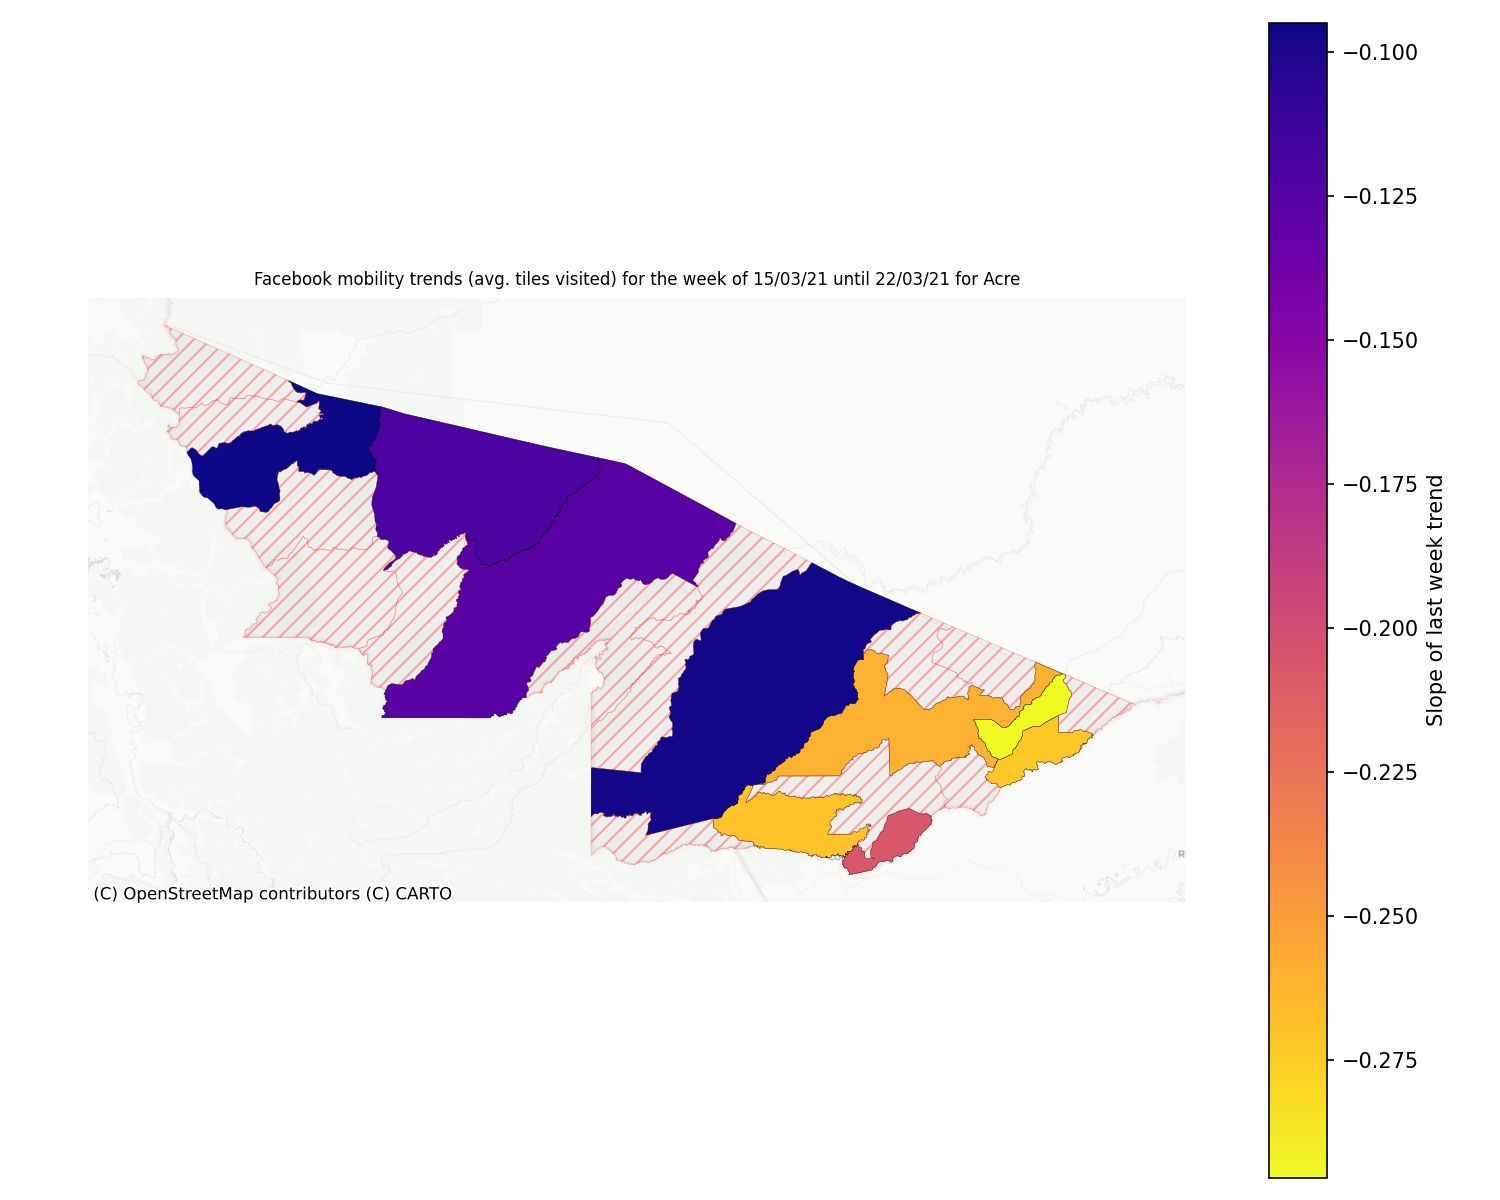 Facebook mobility trends (avg. tiles visited) for the week of 15/03/21 until 22/03/21 for Acre
(C) OpenStreetMap contributors (C) CARTO
−0.100
−0.125
−0.150
−0.175
−0.200
−0.225
−0.250
−0.275
Slope of last week trend